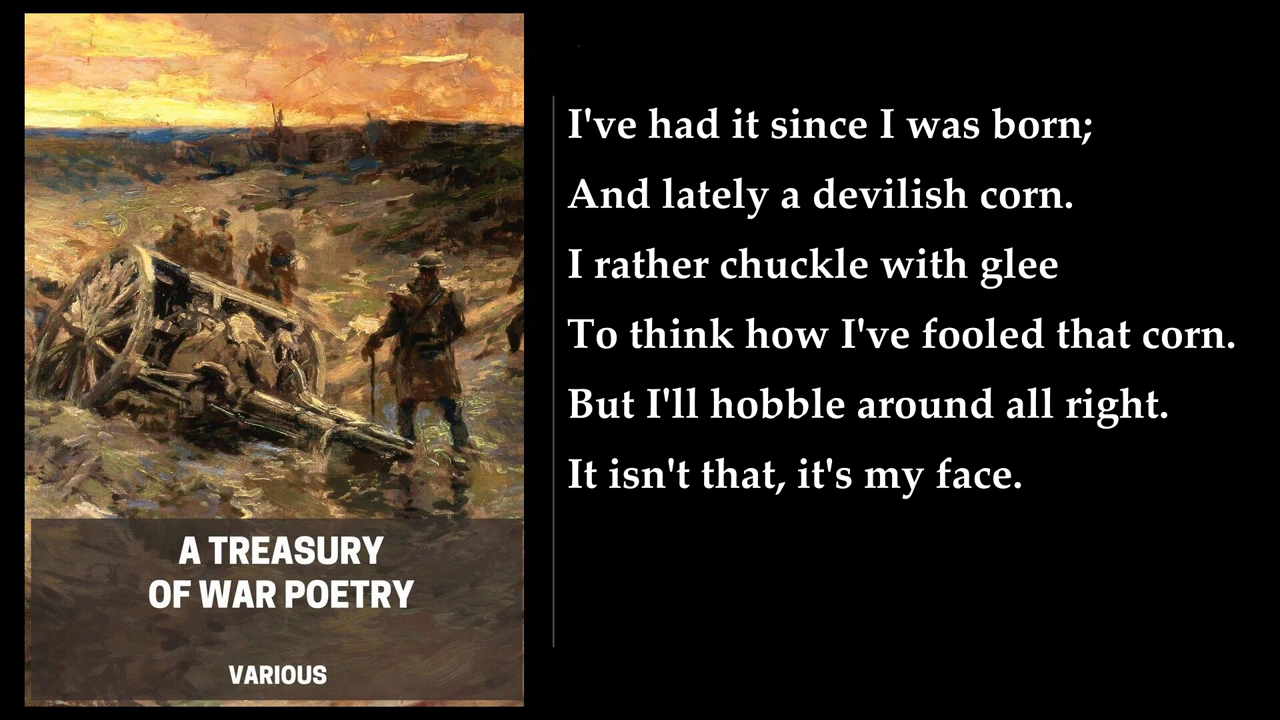 I've had it since I was born;
And lately a devilish corn.
I rather chuckle with glee
To think how I've fooled that corn.
But I'll hobble around all right.
It isn't that, it's my face.
A TREASURY
OF WAR POETRY
VARIOUS